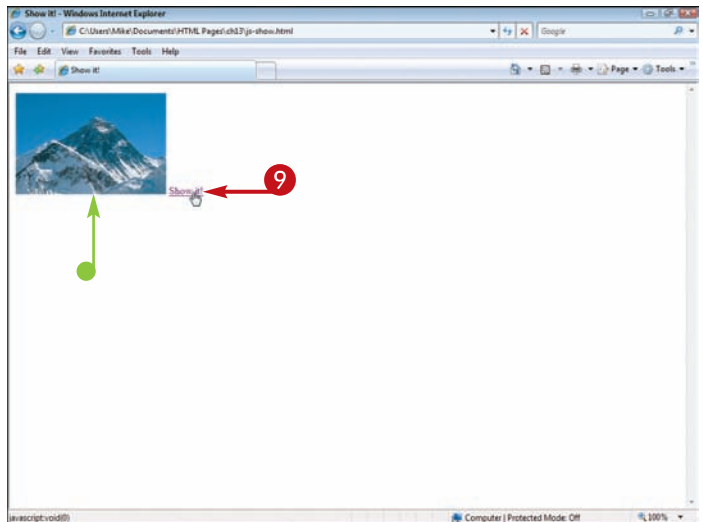 Show it! - Windows Internet Explorer
C:\Users\Mike\Documents\HTML Pages\ch13\js-show.html
Google
File Edit View Favorites Tools Help
Show it!
Page Tools
Show it!
9
javascript:void(0)
Computer | Protected Mode: Off
100%